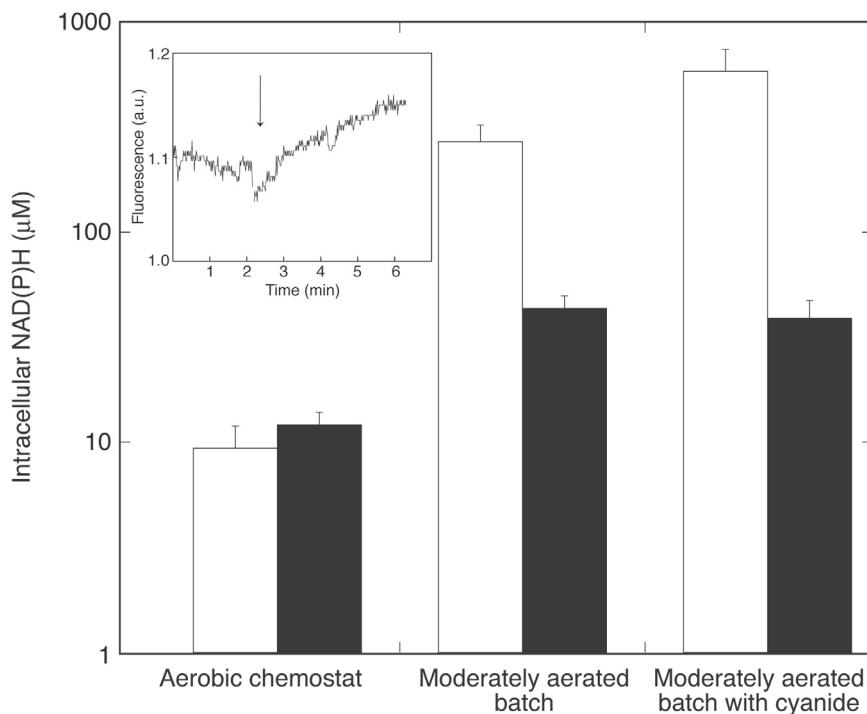 1000
100
10
1
Intracellular NAD(P)H (μM)
1.2
1.1
1.0
Fluorescence (a.u.)
1 2 3 4 5 6
Time (min)
Aerobic chemostat
Moderately aerated
batch
Moderately aerated
batch with cyanide